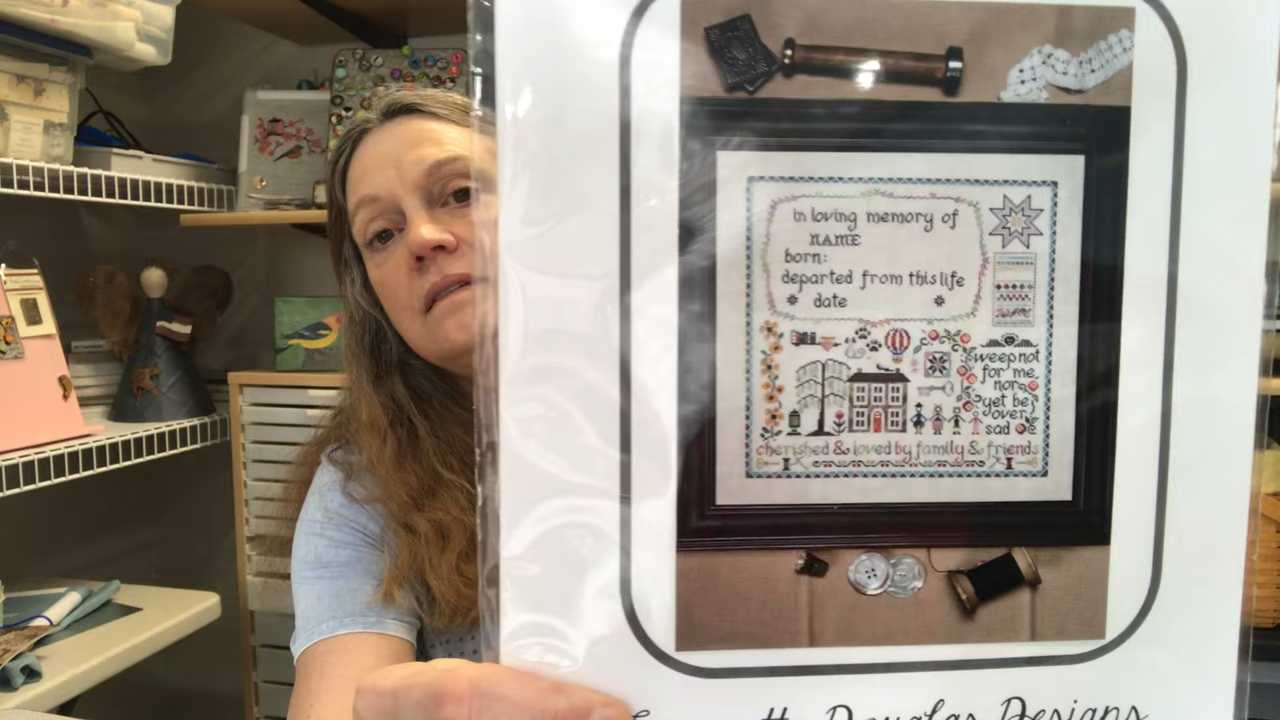 in loving memory of
NAME
born:
departed from this life
date
weep not
for me,
nor
yet be
over
sad
cherished & loved by family & friends
Douglas Designs